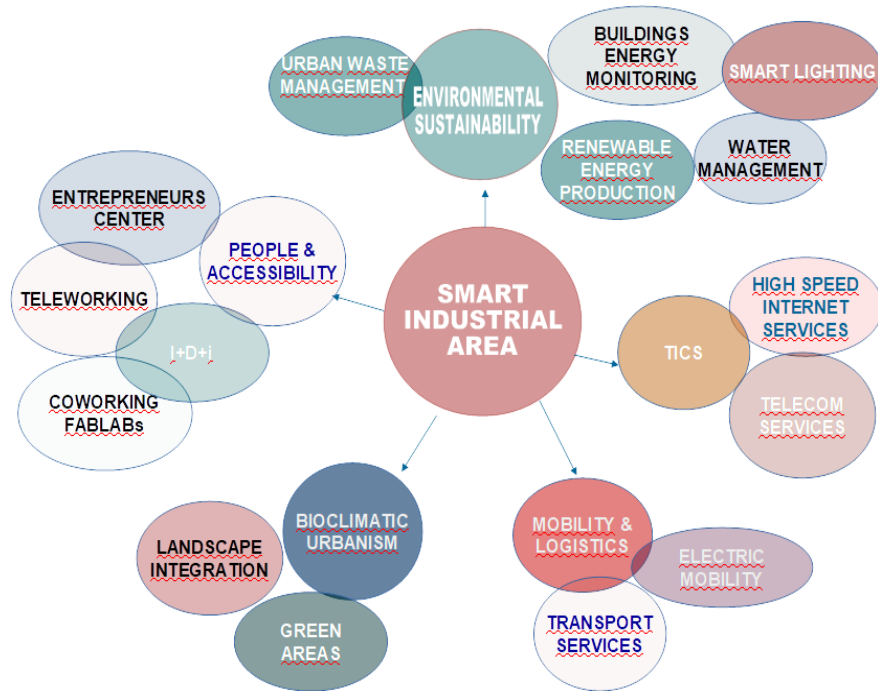 URBAN WASTE
MANAGEMENT
ENVIRONMENTAL
SUSTAINABILITY
BUILDINGS
ENERGY
MONITORING
SMART LIGHTING
RENEWABLE
ENERGY
PRODUCTION
WATER
MANAGEMENT
ENTREPRENEURS
CENTER
PEOPLE &
ACCESSIBILITY
TELEWORKING
I+D+i
COWORKING
FABLABs
SMART
INDUSTRIAL
AREA
HIGH SPEED
INTERNET
SERVICES
TICS
TELECOM
SERVICES
BIOCLIMATIC
URBANISM
LANDSCAPE
INTEGRATION
GREEN
AREAS
MOBILITY &
LOGISTICS
ELECTRIC
MOBILITY
TRANSPORT
SERVICES